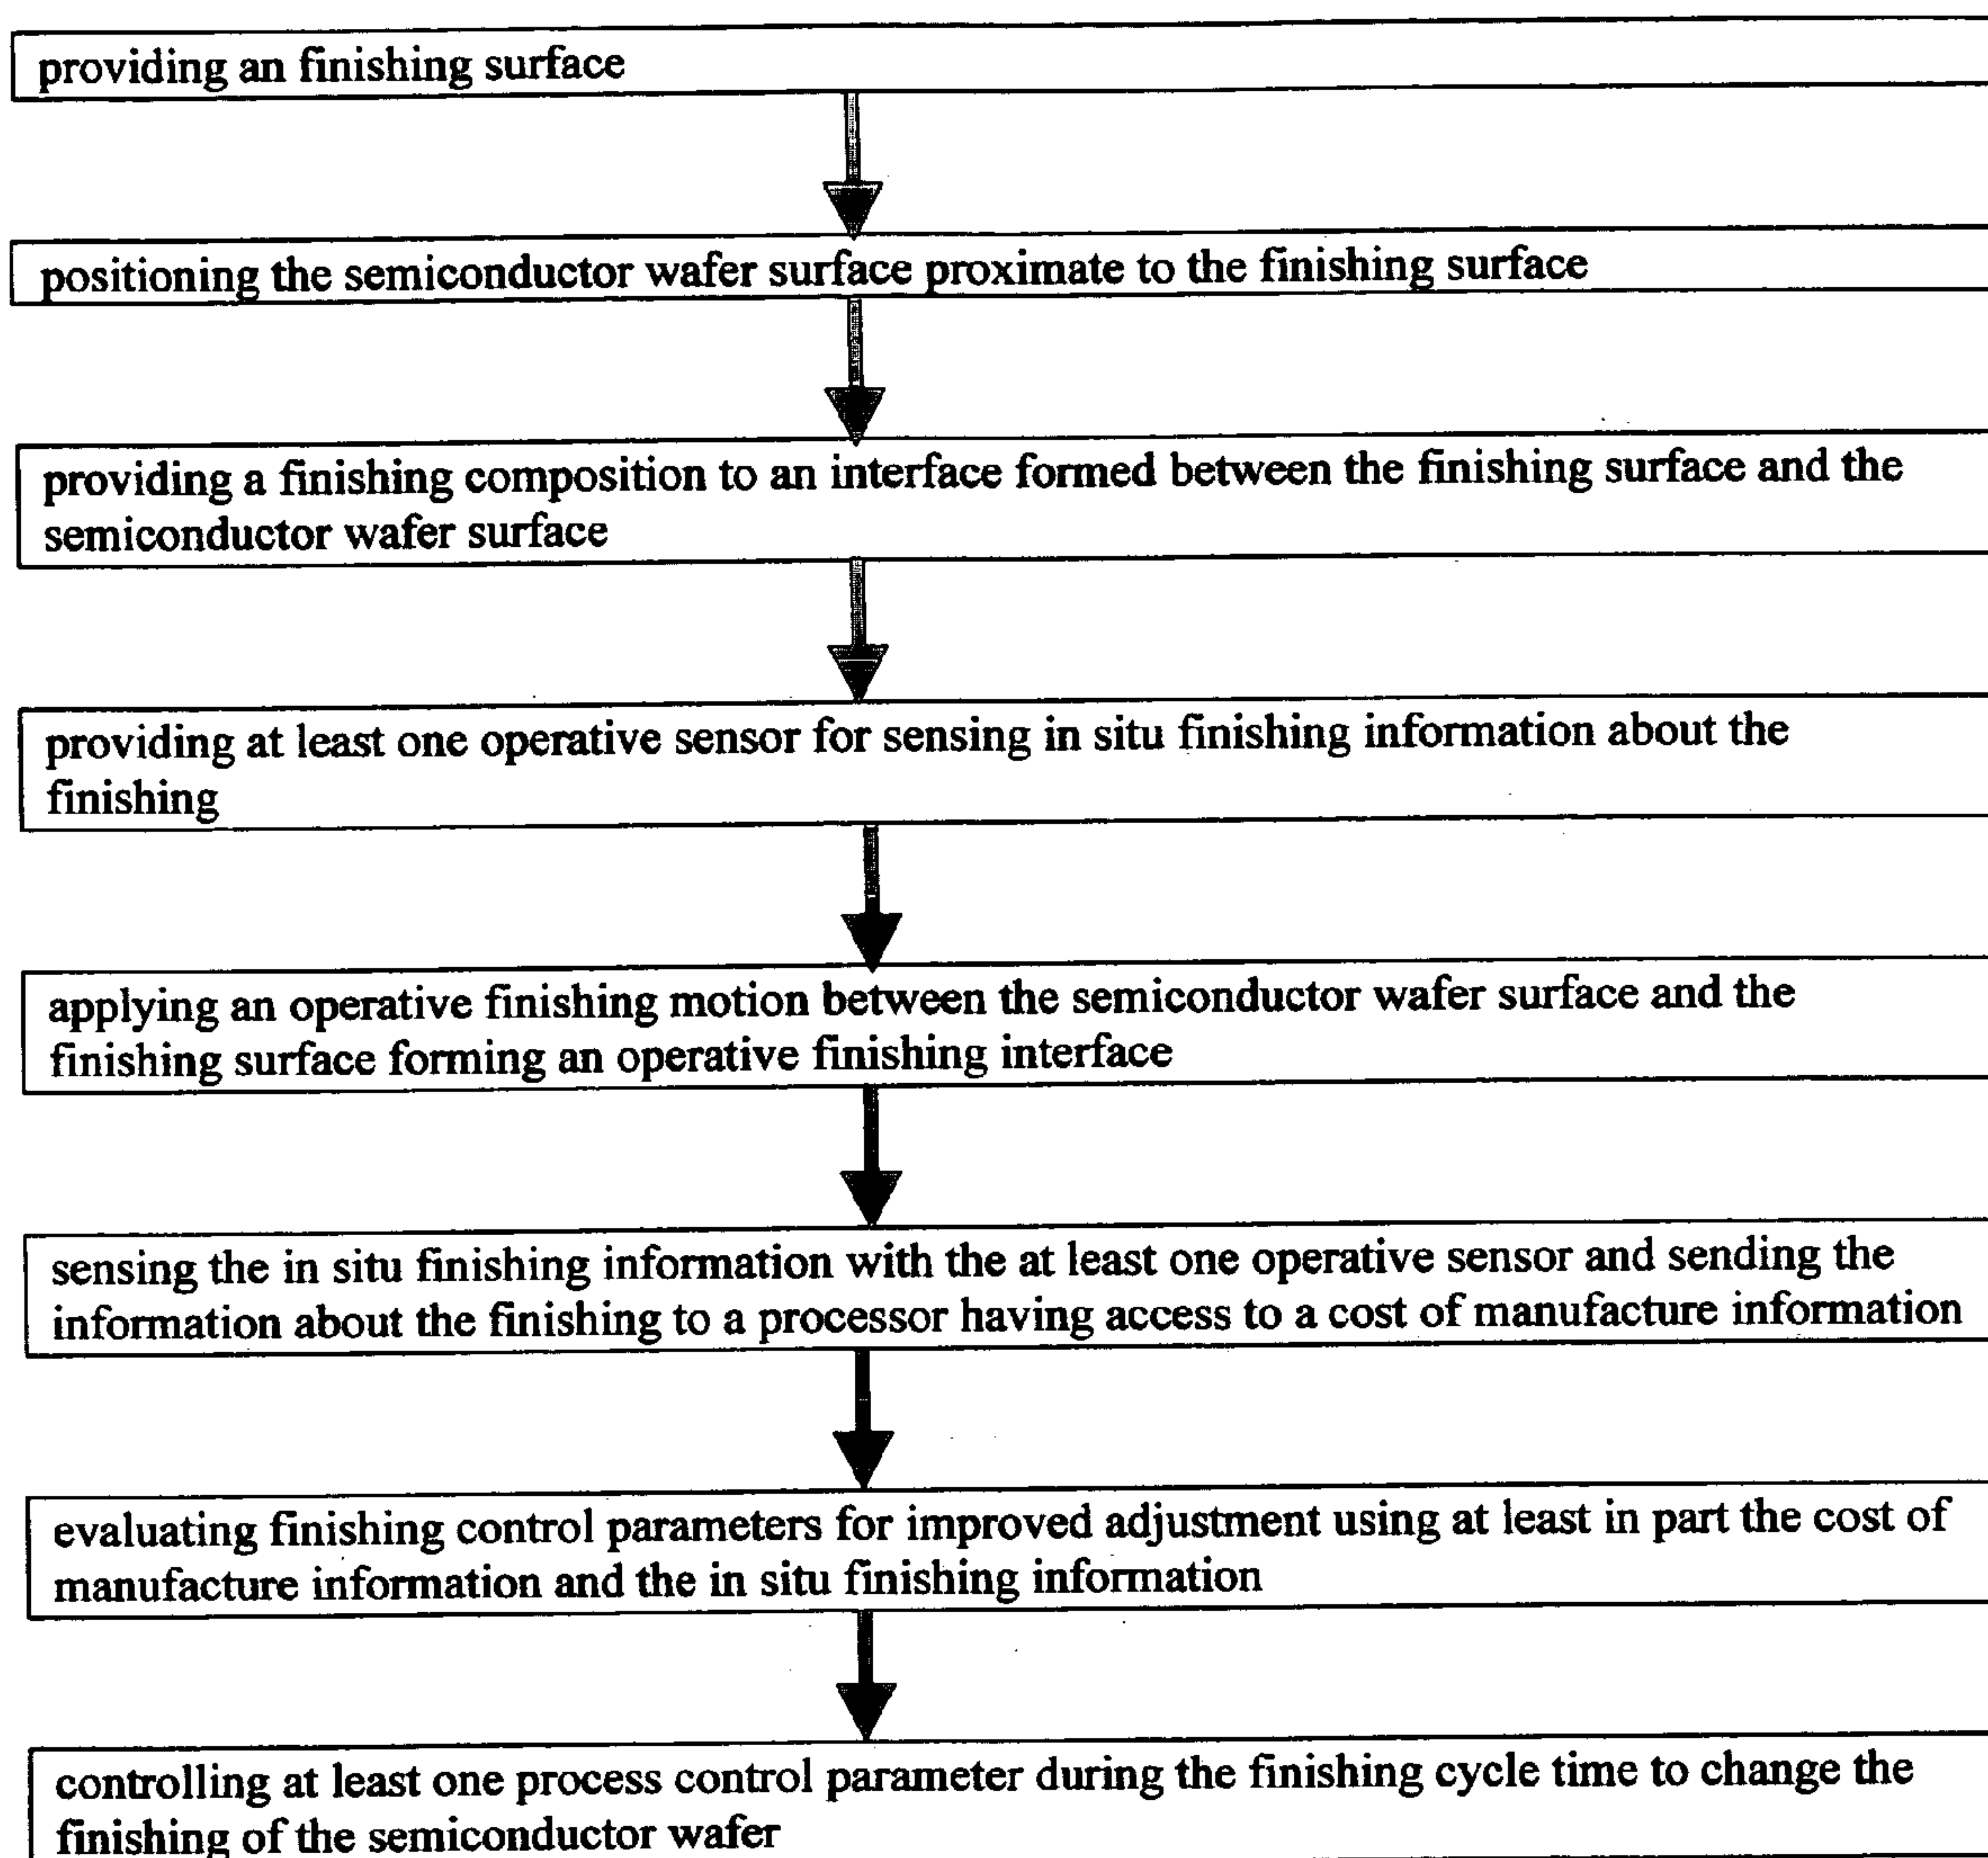 providing an finishing surface
positioning the semiconductor wafer surface proximate to the finishing surface
providing a finishing composition to an interface formed between the finishing surface and the
semiconductor wafer surface
providing at least one operative sensor for sensing in situ finishing information about the
finishing
applying an operative finishing motion between the semiconductor wafer surface and the
finishing surface forming an operative finishing interface
sensing the in situ finishing information with the at least one operative sensor and sending the
information about the finishing to a processor having access to a cost of manufacture information
evaluating finishing control parameters for improved adjustment using at least in part the cost of
manufacture information and the in situ finishing information
controlling at least one process control parameter during the finishing cycle time to change the
finishing of the semiconductor wafer